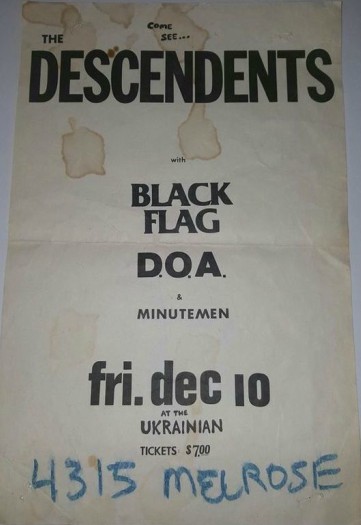 COME
SEE...
THE
DESCENDENTS
with
BLACK
FLAG
D.O.A.
&
MINUTEMEN
fri. dec 10
AT THE
UKRAINIAN
TICKETS $7.00
4315 MELROSE